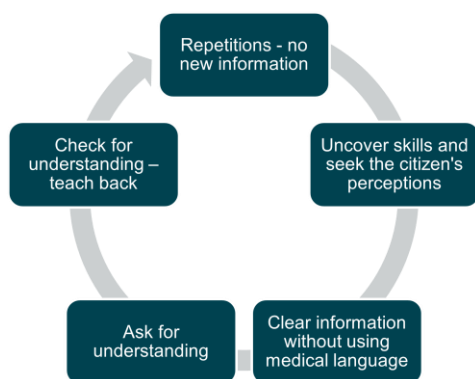 Repetitions - no
new information
Uncover skills and
seek the citizen's
perceptions
Clear information
without using
medical language
Ask for
understanding
Check for
understanding –
teach back